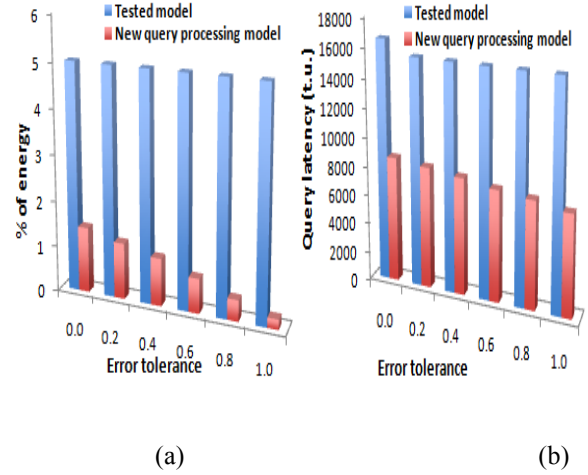 Tested model
New query processing model
% of energy
6
5
4
3
2
1
0
0.0 0.2 0.4 0.6 0.8 1.0
Error tolerance
(a)
Tested model
New query processing model
Query latency (t.u.)
18000
16000
14000
12000
10000
8000
6000
4000
2000
0
0.0 0.2 0.4 0.6 0.8 1.0
Error tolerance
(b)